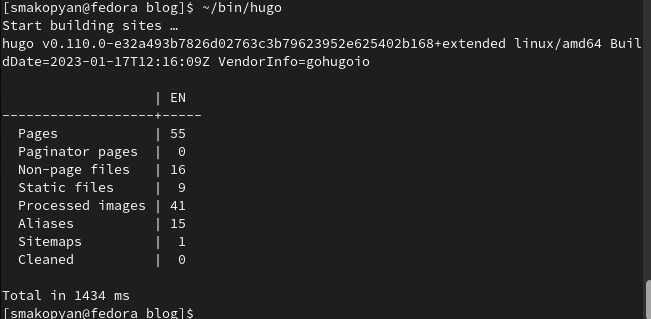 [smakopyan@fedora blog]$ ~/bin/hugo
Start building sites …
hugo v0.110.0-e32a493b7826d02763c3b79623952e625402b168+extended linux/amd64 Buil
dDate=2023-01-17T12:16:09Z VendorInfo=gohugoio
                   | EN
-------------------+-----
  Pages            | 55
  Paginator pages  |  0
  Non-page files   | 16
  Static files     |  9
  Processed images | 41
  Aliases          | 15
  Sitemaps         |  1
  Cleaned          |  0
Total in 1434 ms
[smakopyan@fedora blog]$